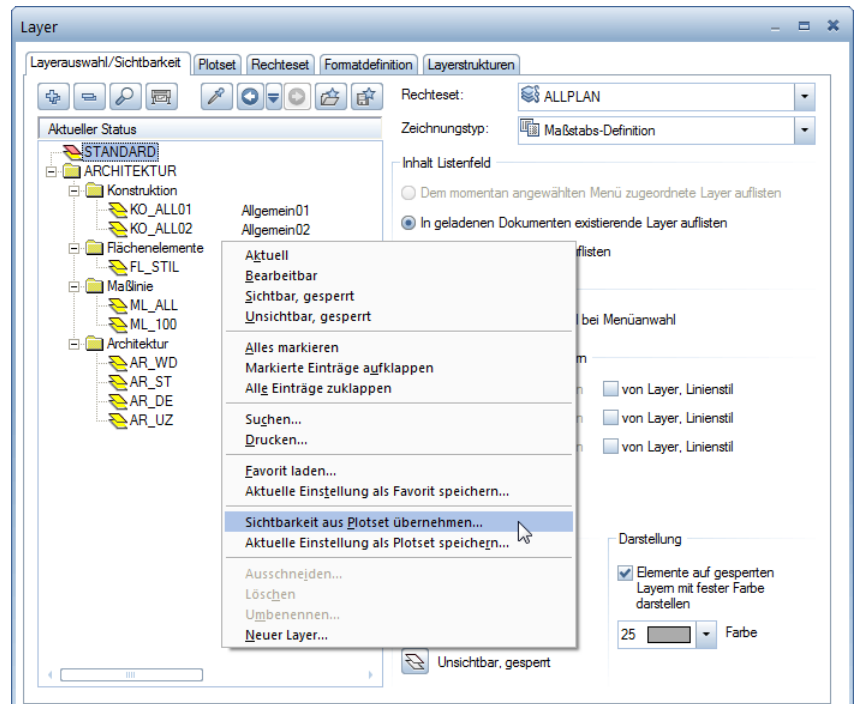 Layer
Layerauswahl/Sichtbarkeit Plotset Rechteset Formatdefinition Layerstrukturen
Aktueller Status
STANDARD
ARCHITEKTUR
Konstruktion
KO_ALL01 Allgemein01
KO_ALL02 Allgemein02
Flächenelemente
FL_STIL
Maßlinie
ML_ALL
ML_100
Architektur
AR_WD
AR_ST
AR_DE
AR_UZ
Aktuell
Bearbeitbar
Sichtbar, gesperrt
Unsichtbar, gesperrt
Alles markieren
Markierte Einträge aufklappen
Alle Einträge zuklappen
Suchen...
Drucken...
Favorit laden...
Aktuelle Einstellung als Favorit speichern...
Sichtbarkeit aus Plotset übernehmen...
Aktuelle Einstellung als Plotset speichern...
Ausschneiden...
Löschen
Umbenennen...
Neuer Layer...
Rechteset: ALLPLAN
Zeichnungstyp: Maßstabs-Definition
Inhalt Listenfeld
Dem momentan angewählten Menü zugeordnete Layer auflisten
In geladenen Dokumenten existierende Layer auflisten
flisten
bei Menüanwahl
n von Layer, Linienstil
n von Layer, Linienstil
n von Layer, Linienstil
Darstellung
Elemente auf gesperrten
Layern mit fester Farbe
darstellen
25 Farbe
Unsichtbar, gesperrt